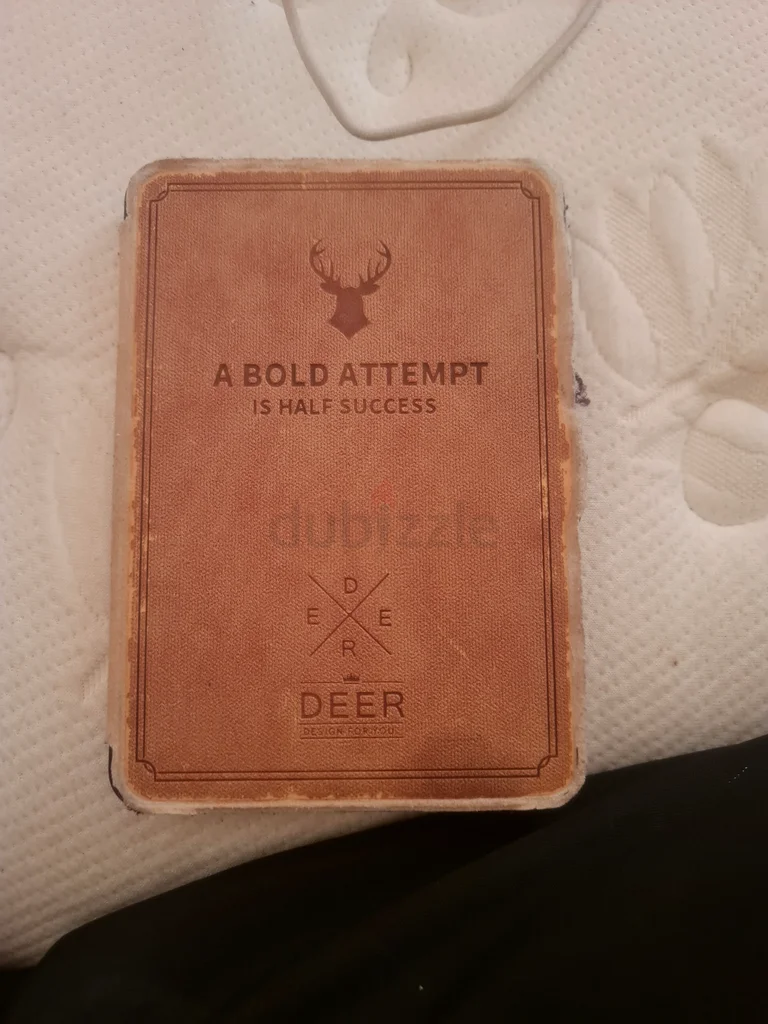 A BOLD ATTEMPT
IS HALF SUCCESS
dubizzle
D
E E
R
DEER
DESIGN FOR YOU